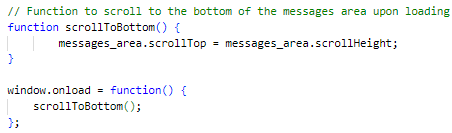 // Function to scroll to the bottom of the messages area upon loading
function scrollToBottom() {
        messages_area.scrollTop = messages_area.scrollHeight;
}

window.onload = function() {
    scrollToBottom();
};